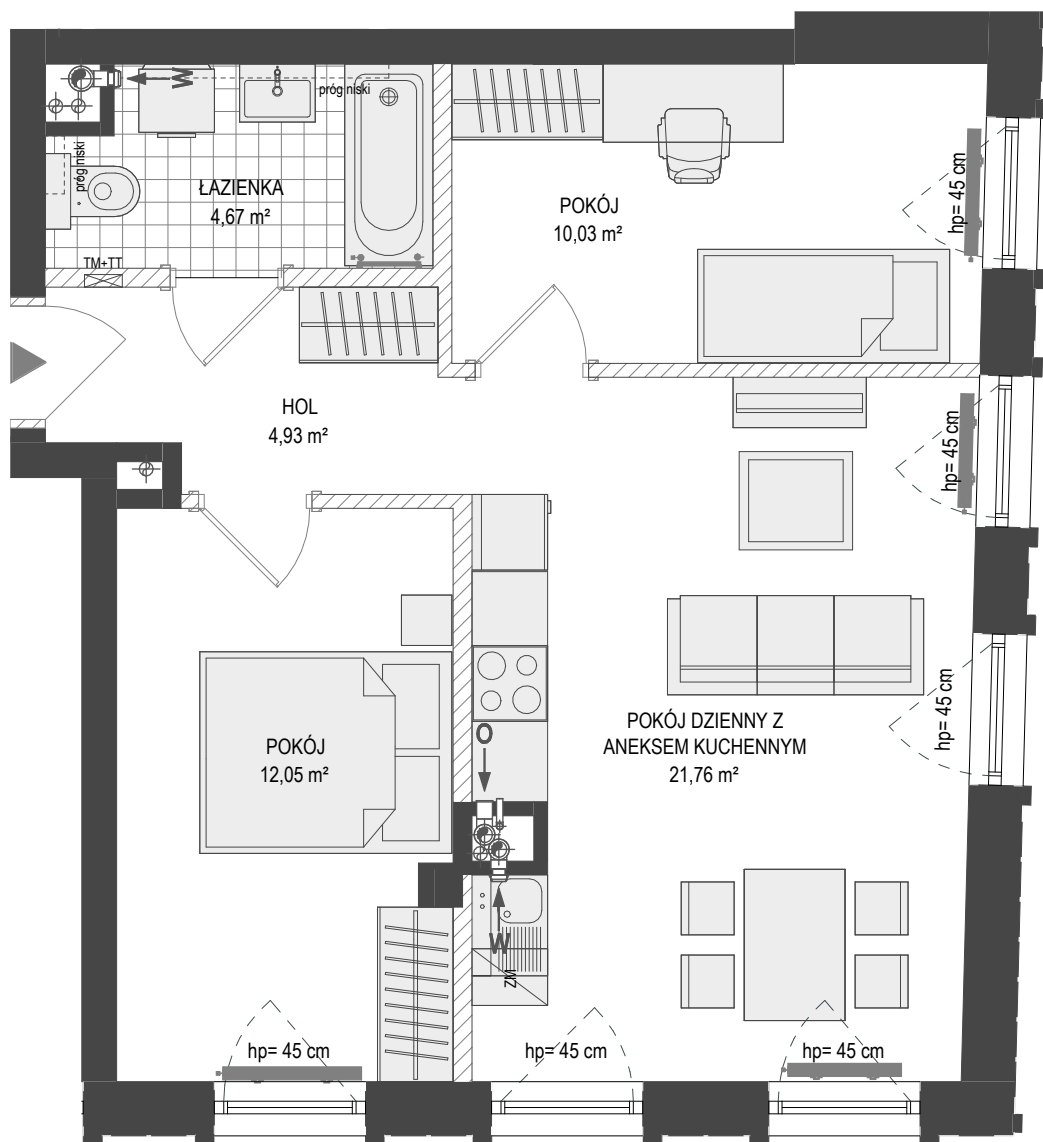 W
próg niski
próg niski
ŁAZIENKA
4,67 m²
TM+TT
POKÓJ
10,03 m²
hp= 45 cm
HOL
4,93 m²
hp= 45 cm
hp= 45 cm
POKÓJ DZIENNY Z
ANEKSEM KUCHENNYM
21,76 m²
POKÓJ
12,05 m²
O
W
ZM
hp= 45 cm
hp= 45 cm
hp= 45 cm